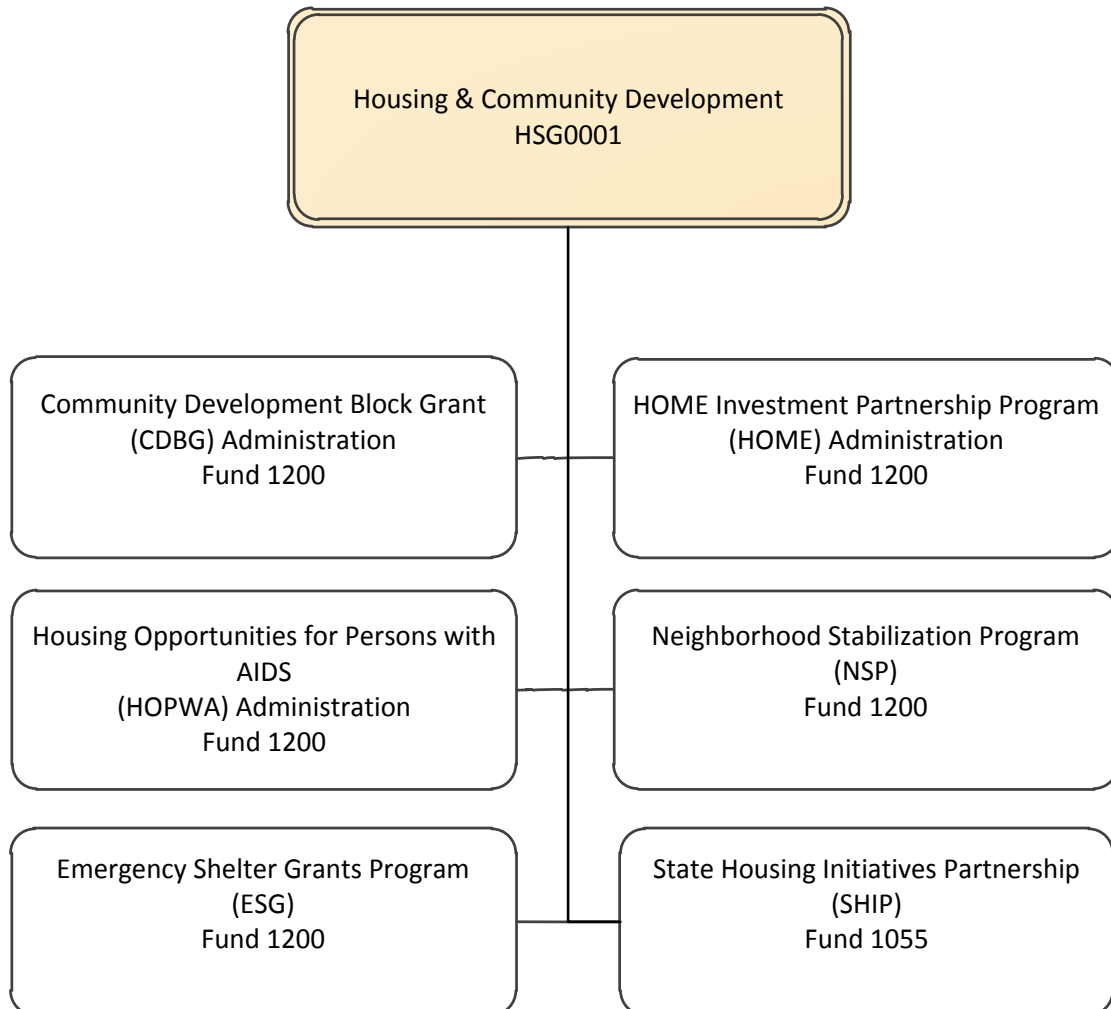 Housing & Community Development
HSG0001
Community Development Block Grant
(CDBG) Administration
Fund 1200
HOME Investment Partnership Program
(HOME) Administration
Fund 1200
Housing Opportunities for Persons with
AIDS
(HOPWA) Administration
Fund 1200
Neighborhood Stabilization Program
(NSP)
Fund 1200
Emergency Shelter Grants Program
(ESG)
Fund 1200
State Housing Initiatives Partnership
(SHIP)
Fund 1055